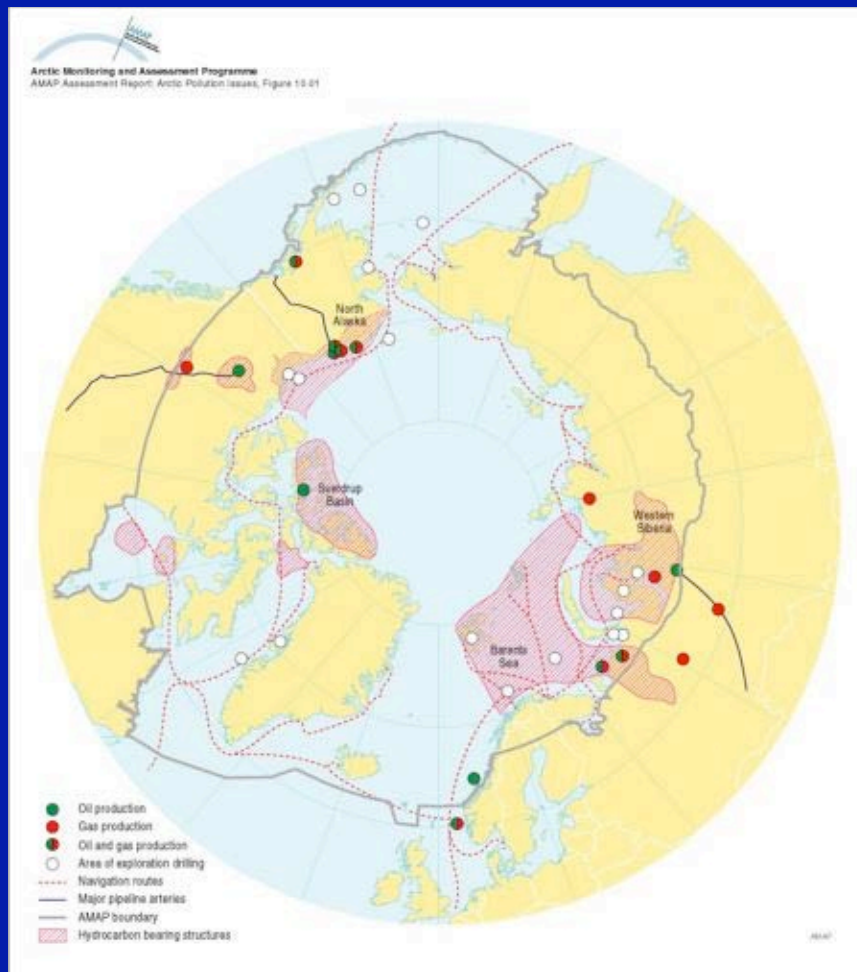 AMAP
Arctic Monitoring and Assessment Programme
AMAP Assessment Report: Arctic Pollution Issues, Figure 10·01
North
Alaska
Sverdrup
Basin
Western
Siberia
Barents
Sea
Oil production
Gas production
Oil and gas production
Area of exploration drilling
Navigation routes
Major pipeline arteries
AMAP boundary
Hydrocarbon bearing structures
AMAP